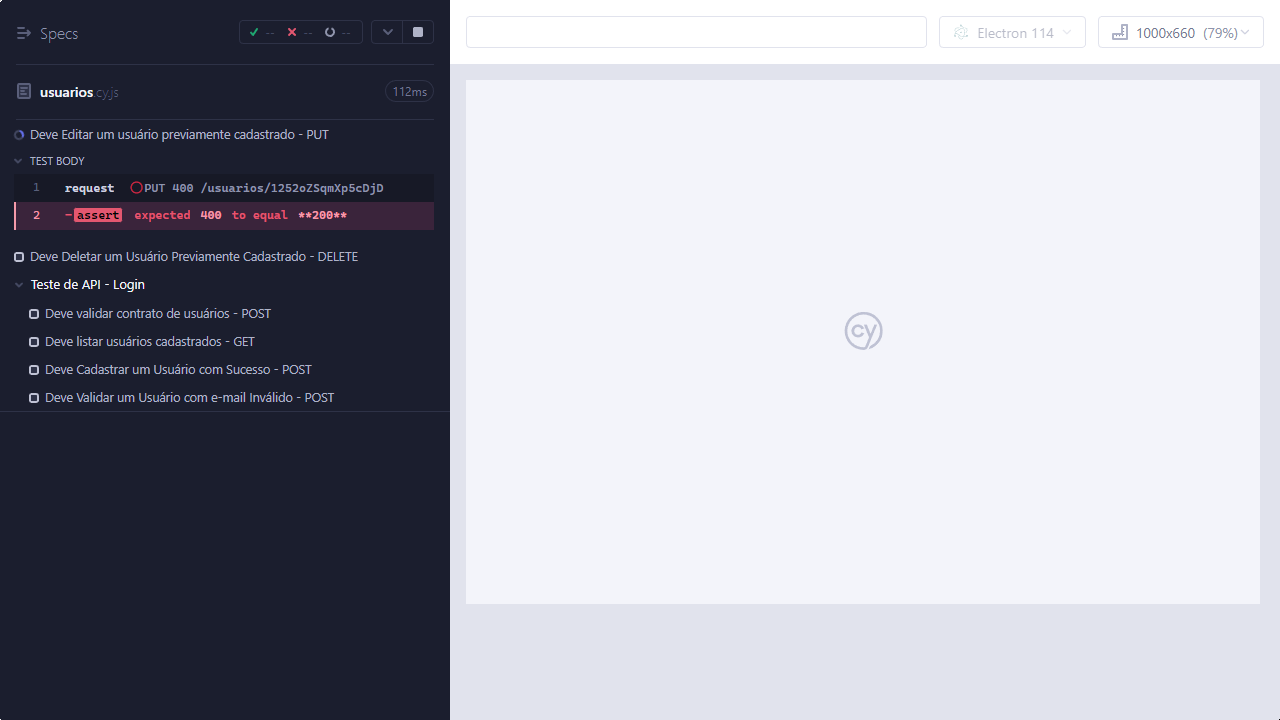 Specs
-- -- --
usuarios.cy.js
112ms
Deve Editar um usuário previamente cadastrado - PUT
TEST BODY
1 request PUT 400 /usuarios/1252oZSqmXp5cDjD
2 -assert expected 400 to equal **200**
Deve Deletar um Usuário Previamente Cadastrado - DELETE
Teste de API - Login
Deve validar contrato de usuários - POST
Deve listar usuários cadastrados - GET
Deve Cadastrar um Usuário com Sucesso - POST
Deve Validar um Usuário com e-mail Inválido - POST
Electron 114
1000x660 (79%)
cy